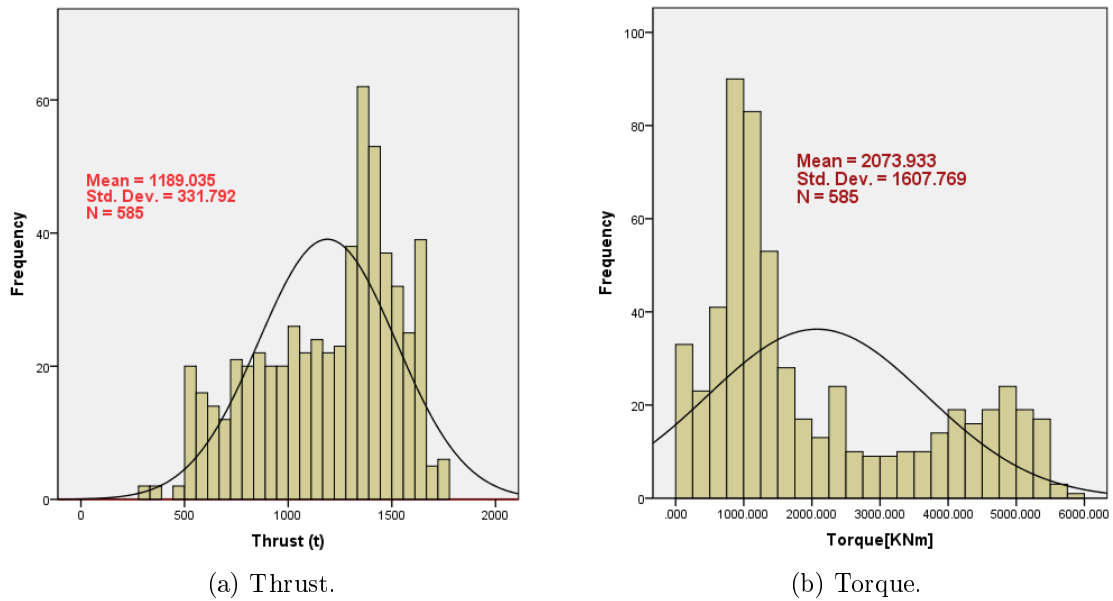 60
40
20
0
Frequency
Mean = 1189.035
Std. Dev. = 331.792
N = 585
0 500 1000 1500 2000
Thrust (t)
(a) Thrust.
100
80
60
40
20
0
Frequency
Mean = 2073.933
Std. Dev. = 1607.769
N = 585
.000 1000.000 2000.000 3000.000 4000.000 5000.000 6000.000
Torque[KNm]
(b) Torque.